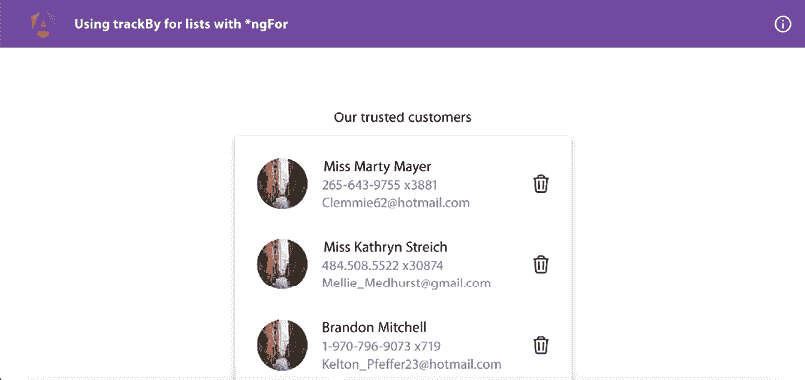 Using trackBy for lists with *ngFor
Our trusted customers
Miss Marty Mayer
265-643-9755 x3881
Clemmie62@hotmail.com
Miss Kathryn Streich
484.508.5522 x30874
Mellie_Medhurst@gmail.com
Brandon Mitchell
1-970-796-9073 x719
Kelton_Pfeffer23@hotmail.com